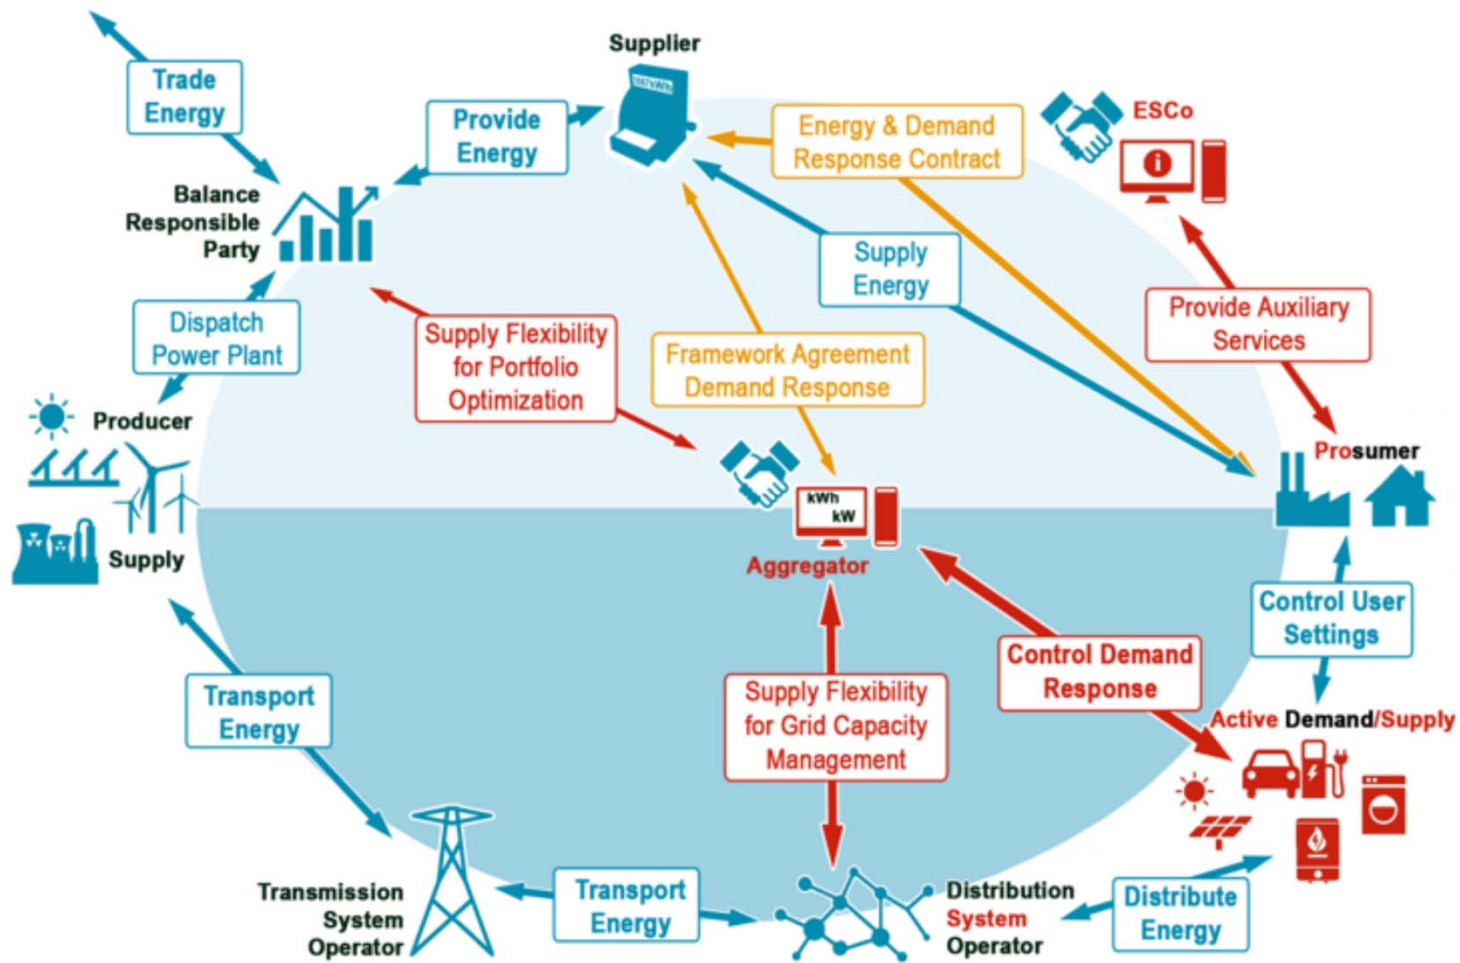 Supplier
Trade
Energy
Provide
Energy
Energy & Demand
Response Contract
ESCo
Balance
Responsible
Party
Supply
Energy
Provide Auxiliary
Services
Dispatch
Power Plant
Supply Flexibility
for Portfolio
Optimization
Framework Agreement
Demand Response
Producer
Prosumer
kWh
kW
Supply
Aggregator
Control User
Settings
Control Demand
Response
Transport
Energy
Supply Flexibility
for Grid Capacity
Management
Active Demand/Supply
Transmission
System
Operator
Transport
Energy
Distribution
System
Operator
Distribute
Energy